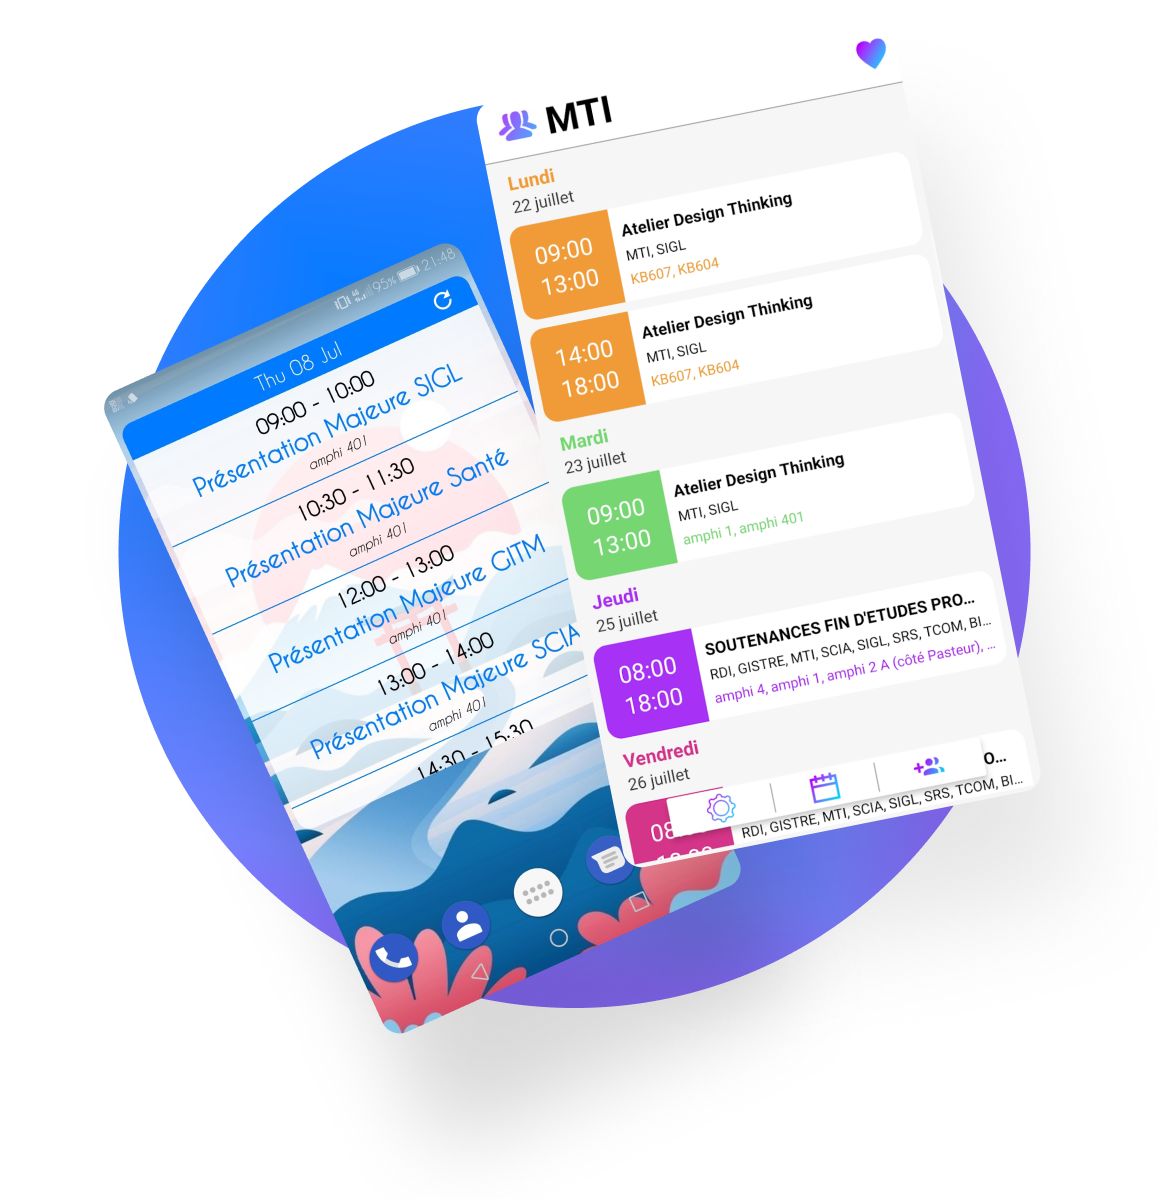 21:48
95%
Thu 08 Jul
09:00 - 10:00
Présentation Majeure SIGL
amphi 401
10:30 - 11:30
Présentation Majeure Santé
amphi 401
12:00 - 13:00
Présentation Majeure GITM
amphi 401
13:00 - 14:00
Présentation Majeure SCIA
amphi 401
14:30 - 15:30
MTI
Lundi
22 juillet
09:00
13:00
Atelier Design Thinking
MTI, SIGL
KB607, KB604
14:00
18:00
Atelier Design Thinking
MTI, SIGL
KB607, KB604
Mardi
23 juillet
09:00
13:00
Atelier Design Thinking
MTI, SIGL
amphi 1, amphi 401
Jeudi
25 juillet
08:00
18:00
SOUTENANCES FIN D'ETUDES PRO...
RDI, GISTRE, MTI, SCIA, SIGL, SRS, TCOM, BI...
amphi 4, amphi 1, amphi 2 A (côté Pasteur), ...
Vendredi
26 juillet
RDI, GISTRE, MTI, SCIA, SIGL, SRS, TCOM, BI...